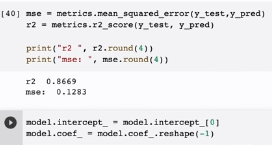 [40] mse = metrics.mean_squared_error(y_test,y_pred)
r2 = metrics.r2_score(y_test, y_pred)
print("r2 ", r2.round(4))
print("mse: ", mse.round(4))
r2  0.8669
mse:  0.1283
model.intercept_ = model.intercept_[0]
model.coef_ = model.coef_.reshape(-1)